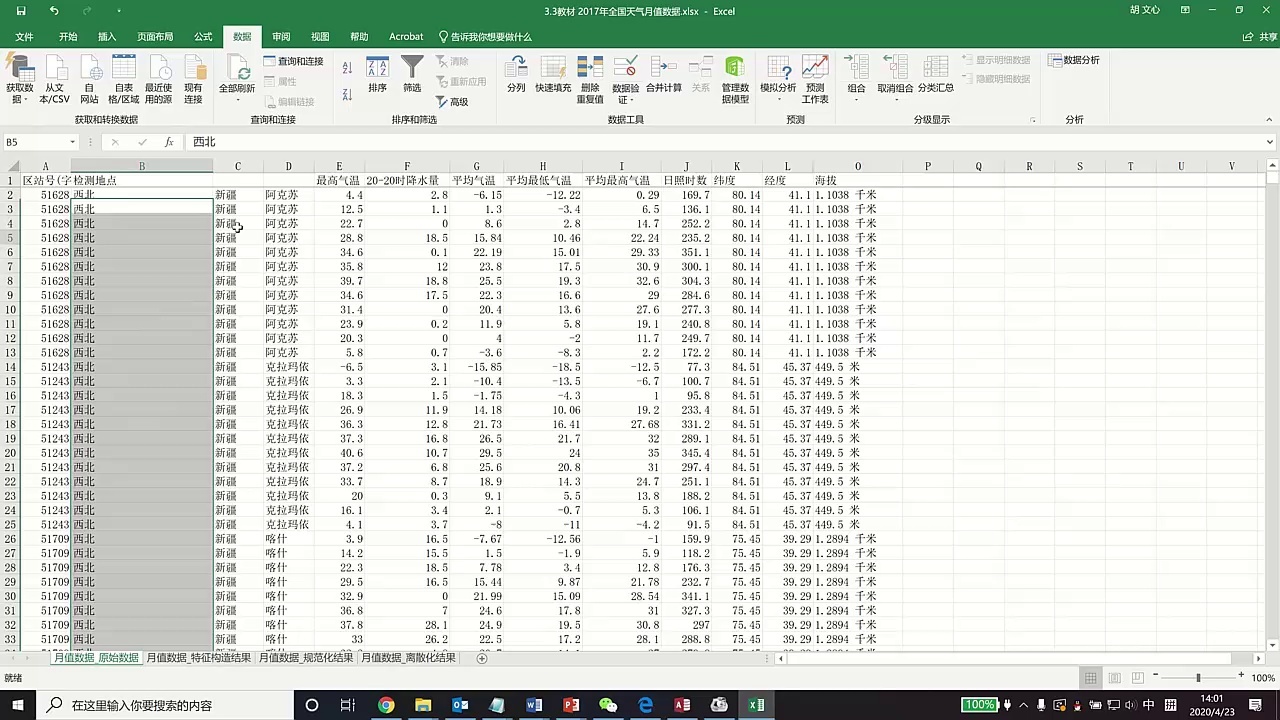 3.3教材 2017年全国天气月值数据.xlsx - Excel
胡 文心
文件 开始 插入 页面布局 公式 数据 审阅 视图 帮助 Acrobat 告诉我你想要做什么 共享
获取数据 从文本/CSV 自网站 自表格/区域 最近使用的源 现有连接 全部刷新 查询和连接 属性 编辑链接 排序 筛选 清除 重新应用 高级 分列 快速填充 删除重复值 数据验证 合并计算 关系 管理数据模型 模拟分析 预测工作表 组合 取消组合 分类汇总 显示明细数据 隐藏明细数据 数据分析
获取和转换数据 查询和连接 排序和筛选 数据工具 预测 分级显示 分析
B5 fx 西北
A B C D E F G H I J K L O P Q R S T U V W
1 区站号(字 检测地点 最高气温 20-20时降水量 平均气温 平均最低气温 平均最高气温 日照时数 纬度 经度 海拔
2 51628 西北 新疆 阿克苏 4.4 2.8 -6.15 -12.22 0.29 169.7 80.14 41.1 1.1038 千米
3 51628 西北 新疆 阿克苏 12.5 1.1 1.3 -3.4 6.5 136.1 80.14 41.1 1.1038 千米
4 51628 西北 新疆 阿克苏 22.7 0 8.6 2.8 14.7 252.2 80.14 41.1 1.1038 千米
5 51628 西北 新疆 阿克苏 28.8 18.5 15.84 10.46 22.24 235.2 80.14 41.1 1.1038 千米
6 51628 西北 新疆 阿克苏 34.6 0.1 22.19 15.01 29.33 351.1 80.14 41.1 1.1038 千米
7 51628 西北 新疆 阿克苏 35.8 12 23.8 17.5 30.9 300.1 80.14 41.1 1.1038 千米
8 51628 西北 新疆 阿克苏 39.7 18.8 25.5 19.3 32.6 304.3 80.14 41.1 1.1038 千米
9 51628 西北 新疆 阿克苏 34.6 17.5 22.3 16.6 29 284.6 80.14 41.1 1.1038 千米
10 51628 西北 新疆 阿克苏 31.4 0 20.4 13.6 27.6 277.3 80.14 41.1 1.1038 千米
11 51628 西北 新疆 阿克苏 23.9 0.2 11.9 5.8 19.1 240.8 80.14 41.1 1.1038 千米
12 51628 西北 新疆 阿克苏 20.3 0 4 -2 11.7 249.7 80.14 41.1 1.1038 千米
13 51628 西北 新疆 阿克苏 5.8 0.7 -3.6 -8.3 2.2 172.2 80.14 41.1 1.1038 千米
14 51243 西北 新疆 克拉玛依 -6.5 3.1 -15.85 -18.5 -12.5 77.3 84.51 45.37 449.5 米
15 51243 西北 新疆 克拉玛依 3.3 2.1 -10.4 -13.5 -6.7 100.7 84.51 45.37 449.5 米
16 51243 西北 新疆 克拉玛依 18.3 1.5 -1.75 -4.3 1 95.8 84.51 45.37 449.5 米
17 51243 西北 新疆 克拉玛依 26.9 11.9 14.18 10.06 19.2 233.4 84.51 45.37 449.5 米
18 51243 西北 新疆 克拉玛依 36.3 12.8 21.73 16.41 27.68 331.2 84.51 45.37 449.5 米
19 51243 西北 新疆 克拉玛依 37.3 16.8 26.5 21.7 32 289.1 84.51 45.37 449.5 米
20 51243 西北 新疆 克拉玛依 40.6 10.7 29.5 24 35 345.4 84.51 45.37 449.5 米
21 51243 西北 新疆 克拉玛依 37.2 6.8 25.6 20.8 31 297.4 84.51 45.37 449.5 米
22 51243 西北 新疆 克拉玛依 33.7 8.7 18.9 14.3 24.7 251.1 84.51 45.37 449.5 米
23 51243 西北 新疆 克拉玛依 20 0.3 9.1 5.5 13.8 188.2 84.51 45.37 449.5 米
24 51243 西北 新疆 克拉玛依 16.1 3.4 2.1 -0.7 5.3 106.1 84.51 45.37 449.5 米
25 51243 西北 新疆 克拉玛依 4.1 3.7 -8 -11 -4.2 91.5 84.51 45.37 449.5 米
26 51709 西北 新疆 喀什 3.9 16.5 -7.67 -12.56 -1 159.9 75.45 39.29 1.2894 千米
27 51709 西北 新疆 喀什 14.2 15.5 1.5 -1.9 5.9 118.2 75.45 39.29 1.2894 千米
28 51709 西北 新疆 喀什 22.3 18.5 7.78 3.4 12.8 176.3 75.45 39.29 1.2894 千米
29 51709 西北 新疆 喀什 29.5 16.5 15.44 9.87 21.78 232.7 75.45 39.29 1.2894 千米
30 51709 西北 新疆 喀什 32.9 0 21.99 15.09 28.54 341.1 75.45 39.29 1.2894 千米
31 51709 西北 新疆 喀什 36.8 7 24.6 17.8 31 327.3 75.45 39.29 1.2894 千米
32 51709 西北 新疆 喀什 37.8 28.1 24.9 19.5 30.8 297 75.45 39.29 1.2894 千米
33 51709 西北 新疆 喀什 33 26.2 22.5 17.2 28.1 288.8 75.45 39.29 1.2894 千米
月值数据_原始数据 月值数据_特征构造结果 月值数据_规范化结果 月值数据_离散化结果
就绪 100%
在这里输入你要搜索的内容 100% 中 14:01
2020/4/23